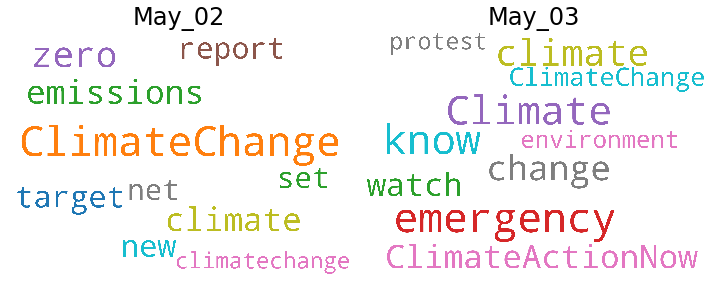 May_02
zero
report
emissions
ClimateChange
set
target
net
climate
new
climatechange
May_03
protest
climate
ClimateChange
Climate
know
environment
change
watch
emergency
ClimateActionNow